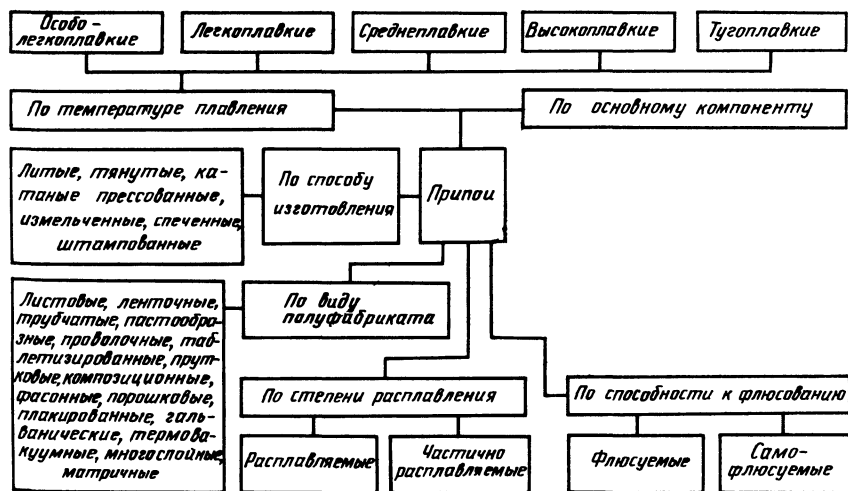 Особо-
легкоплавкие
Легкоплавкие
Среднеплавкие
Высокоплавкие
Тугоплавкие
По температуре плавления
По основному компоненту
Литые, тянутые, ка-
таные прессованные,
измельченные, спеченные,
штампованные
По способу
изготовления
Припои
Листовые, ленточные,
трубчатые, пастообра-
зные, проволочные, таб-
летизированные, прут-
ковые, композиционные,
фасонные, порошковые,
плакированные, галь-
ванические, термова-
куумные, многослойные,
матричные
По виду
полуфабриката
По степени расплавления
По способности к флюсованию
Расплавляемые
Частично
расплавляемые
Флюсуемые
Само-
флюсуемые